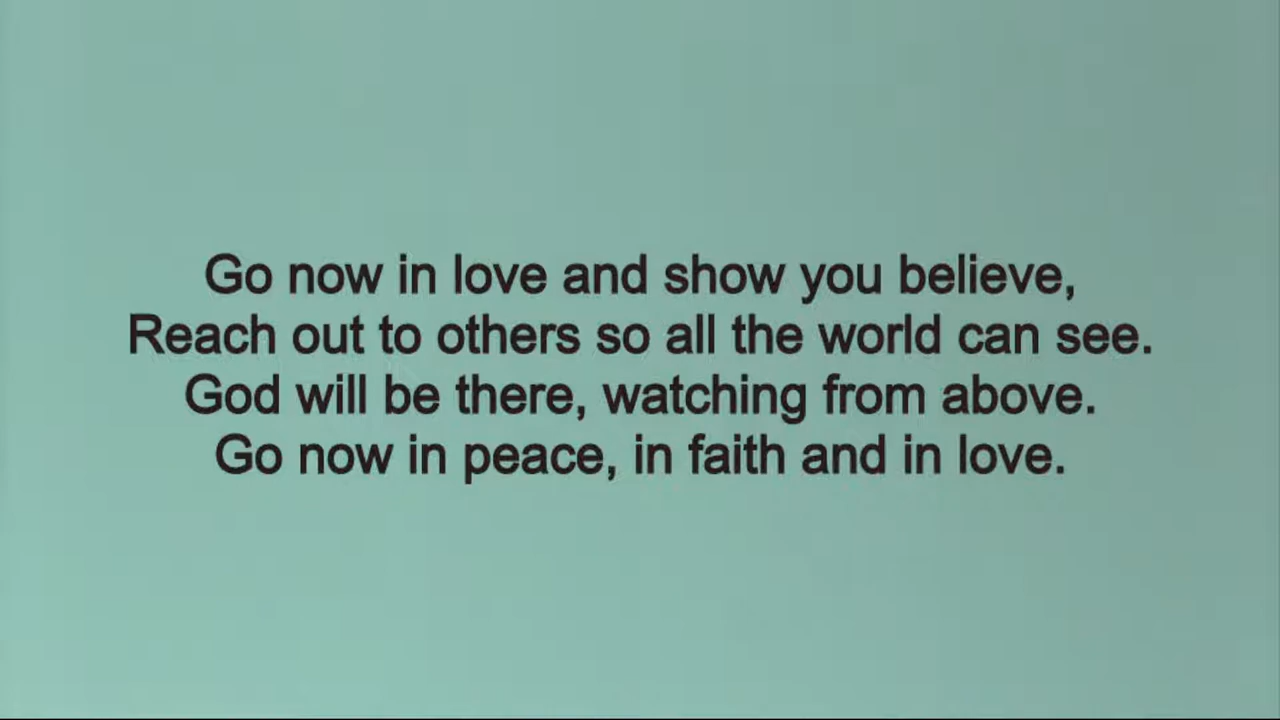 Go now in love and show you believe,
Reach out to others so all the world can see.
God will be there, watching from above.
Go now in peace, in faith and in love.